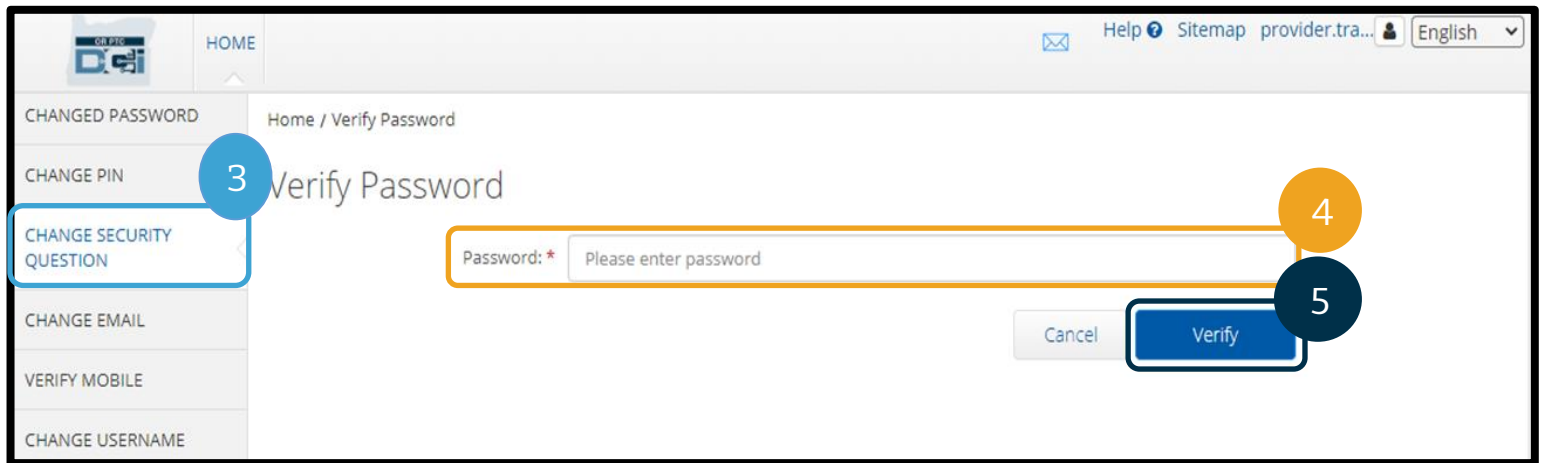 OR PTC
DCi
HOME
Help ? Sitemap provider.tra... English
CHANGED PASSWORD
Home / Verify Password
CHANGE PIN
3
Verify Password
4
CHANGE SECURITY
QUESTION
Password: * Please enter password
5
CHANGE EMAIL
Cancel Verify
VERIFY MOBILE
CHANGE USERNAME